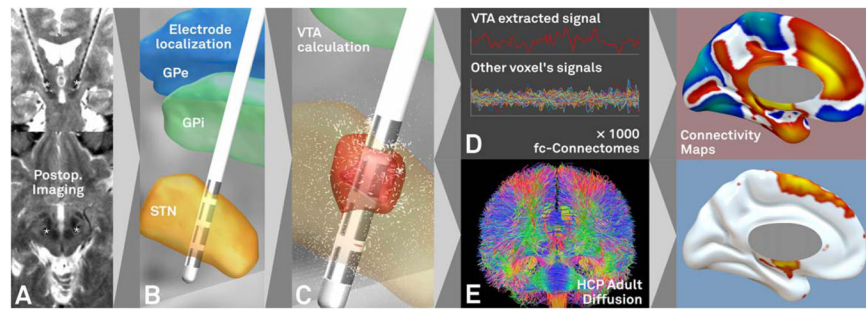 Postop.
Imaging
A
Electrode
localization
GPe
GPi
STN
B
VTA
calculation
C
VTA extracted signal
Other voxel's signals
D
× 1000
fc-Connectomes
E
HCP Adult
Diffusion
Connectivity
Maps